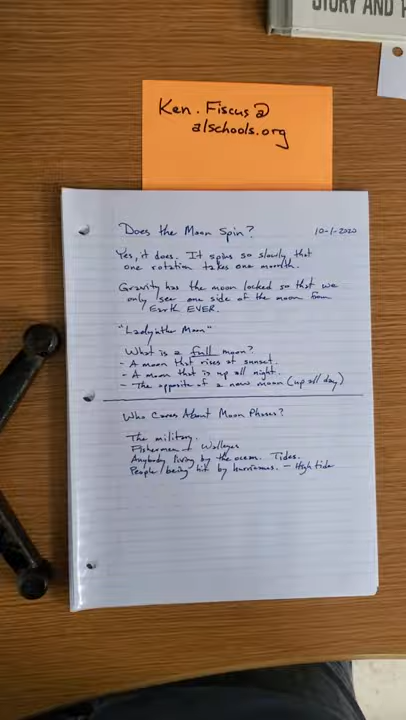 STORY AND
Ken.Fiscus@
alschools.org
Does the Moon Spin? 10-1-2020
Yes, it does. It spins so slowly that
one rotation takes one month.
Gravity has the moon locked so that we
only see one side of the moon from
Earth EVER.
"Ladyinthe Moon"
What is a full moon?
- A moon that rises at sunset.
- A moon that is up all night.
- The opposite of a new moon (up all day)
Who Cares About Moon Phases?
The military.
Fishermen + Walleyes
Anybody living by the ocean. Tides.
People being hit by hurricanes. - High tide